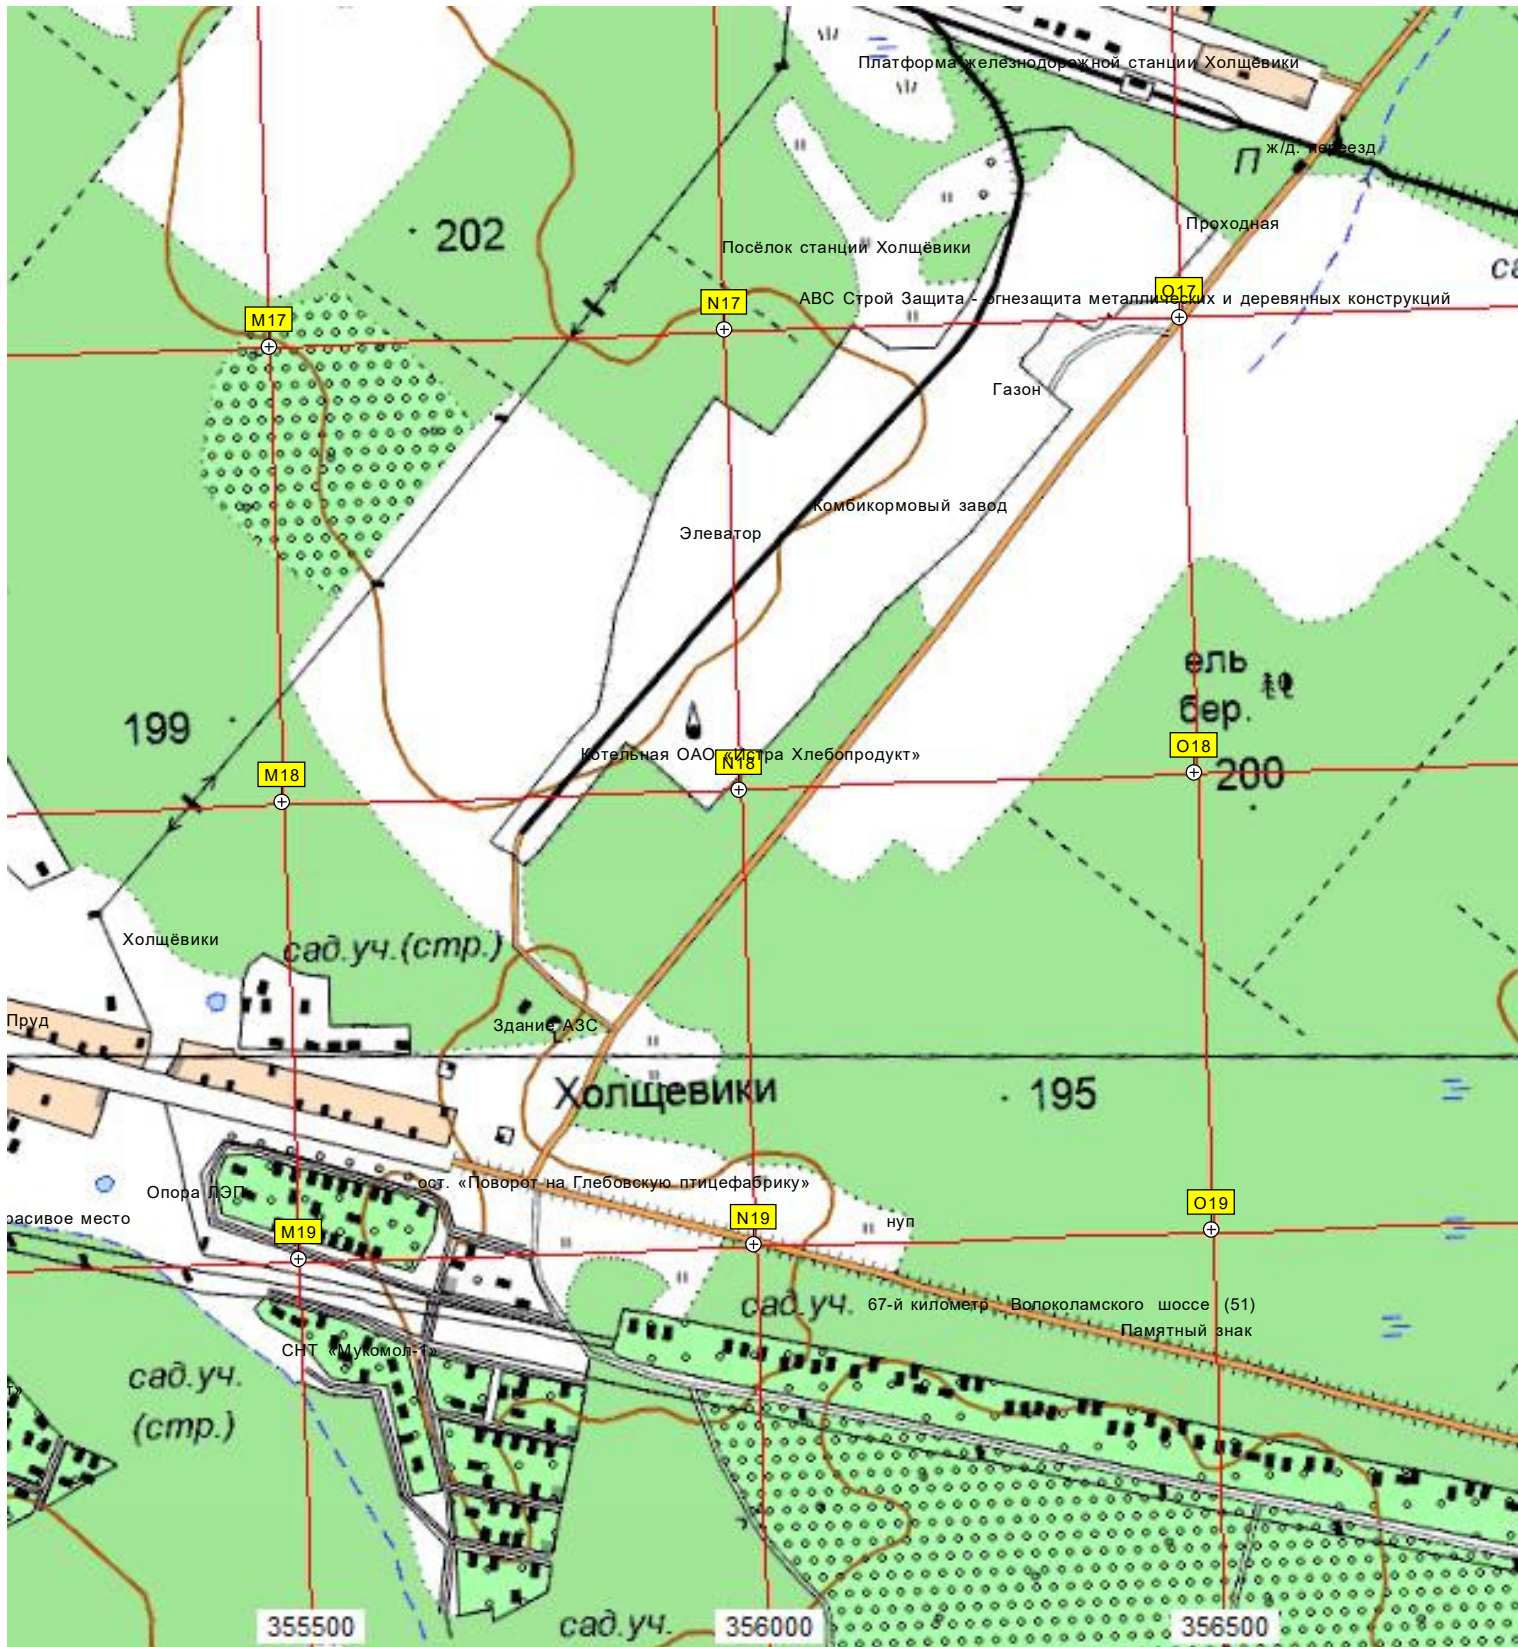 Платформа железнодорожной станции Холщёвики
ж/д. переезд
П
Проходная
202
Посёлок станции Холщёвики
са
АВС Строй Защита - огнезащита металлических и деревянных конструкций
M17
N17
O17
Газон
Комбикормовый завод
Элеватор
ель
бер.
199
Котельная ОАО «Истра Хлебопродукт»
M18
N18
O18
200
Холщёвики
сад.уч.(стр.)
Пруд
Здание АЗС
Холщевики
195
Опора ЛЭП
ост. «Поворот на Глебовскую птицефабрику»
расивое место
M19
N19
O19
нуп
сад.уч.
67-й километр Волоколамского шоссе (51)
Памятный знак
СНТ «Мукомол-1»
сад.уч.
(стр.)
сад.уч.
355500
356000
356500